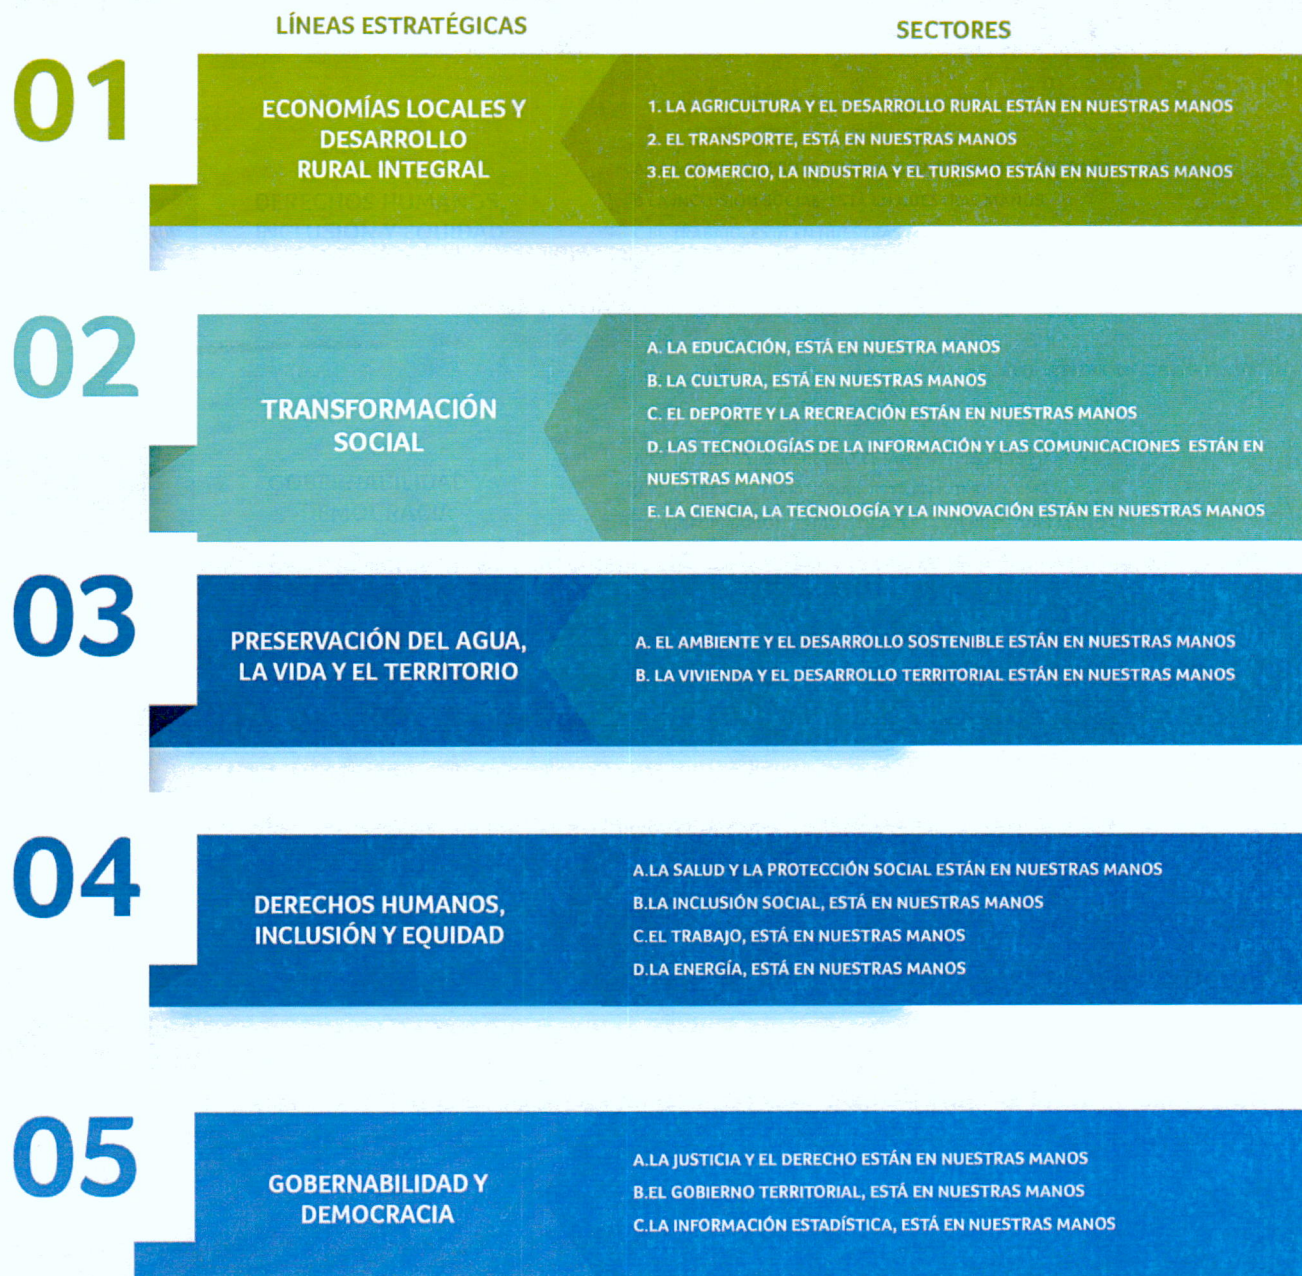 LÍNEAS ESTRATÉGICAS
SECTORES
01
ECONOMÍAS LOCALES Y
DESARROLLO
RURAL INTEGRAL
1. LA AGRICULTURA Y EL DESARROLLO RURAL ESTÁN EN NUESTRAS MANOS
2. EL TRANSPORTE, ESTÁ EN NUESTRAS MANOS
3.EL COMERCIO, LA INDUSTRIA Y EL TURISMO ESTÁN EN NUESTRAS MANOS
02
TRANSFORMACIÓN
SOCIAL
A. LA EDUCACIÓN, ESTÁ EN NUESTRA MANOS
B. LA CULTURA, ESTÁ EN NUESTRAS MANOS
C. EL DEPORTE Y LA RECREACIÓN ESTÁN EN NUESTRAS MANOS
D. LAS TECNOLOGÍAS DE LA INFORMACIÓN Y LAS COMUNICACIONES ESTÁN EN
NUESTRAS MANOS
E. LA CIENCIA, LA TECNOLOGÍA Y LA INNOVACIÓN ESTÁN EN NUESTRAS MANOS
03
PRESERVACIÓN DEL AGUA,
LA VIDA Y EL TERRITORIO
A. EL AMBIENTE Y EL DESARROLLO SOSTENIBLE ESTÁN EN NUESTRAS MANOS
B. LA VIVIENDA Y EL DESARROLLO TERRITORIAL ESTÁN EN NUESTRAS MANOS
04
DERECHOS HUMANOS,
INCLUSIÓN Y EQUIDAD
A.LA SALUD Y LA PROTECCIÓN SOCIAL ESTÁN EN NUESTRAS MANOS
B.LA INCLUSIÓN SOCIAL, ESTÁ EN NUESTRAS MANOS
C.EL TRABAJO, ESTÁ EN NUESTRAS MANOS
D.LA ENERGÍA, ESTÁ EN NUESTRAS MANOS
05
GOBERNABILIDAD Y
DEMOCRACIA
A.LA JUSTICIA Y EL DERECHO ESTÁN EN NUESTRAS MANOS
B.EL GOBIERNO TERRITORIAL, ESTÁ EN NUESTRAS MANOS
C.LA INFORMACIÓN ESTADÍSTICA, ESTÁ EN NUESTRAS MANOS